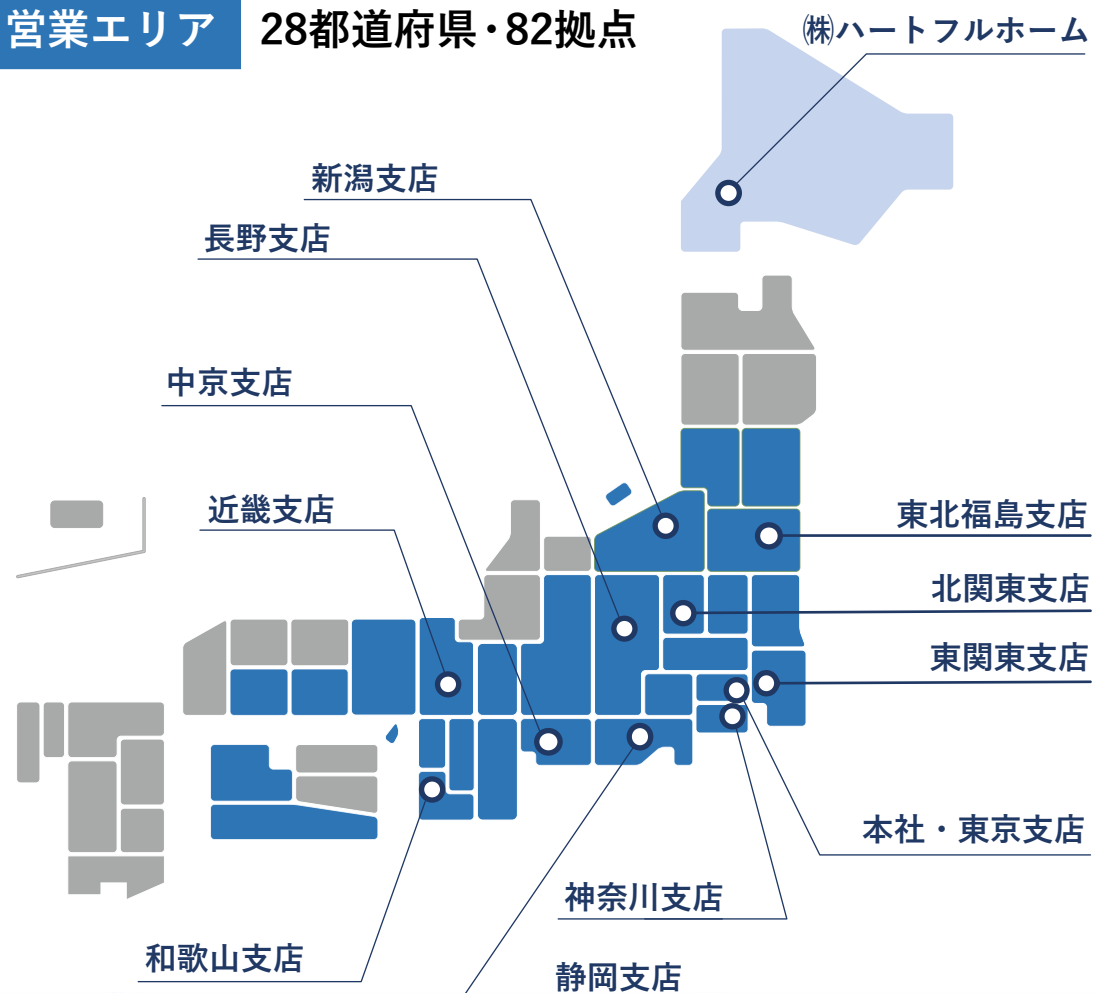 営業エリア 28都道府県・82拠点
㈱ハートフルホーム
新潟支店
長野支店
中京支店
近畿支店
東北福島支店
北関東支店
東関東支店
本社・東京支店
神奈川支店
和歌山支店
静岡支店